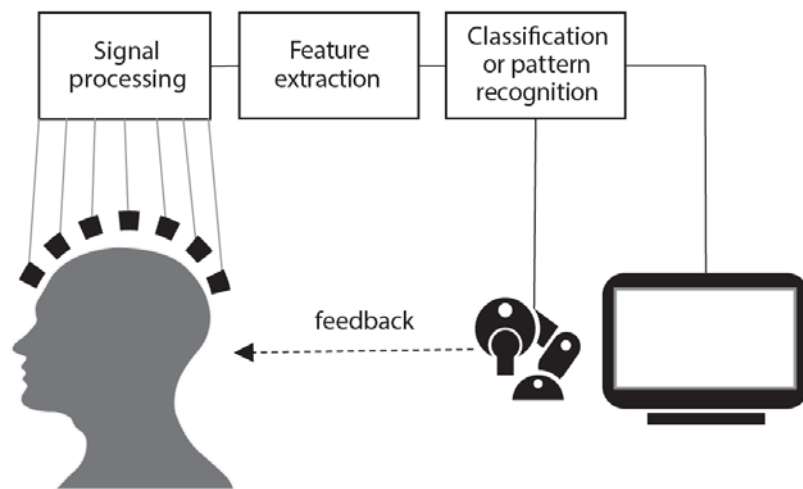 Signal
processing
Feature
extraction
Classification
or pattern
recognition
feedback